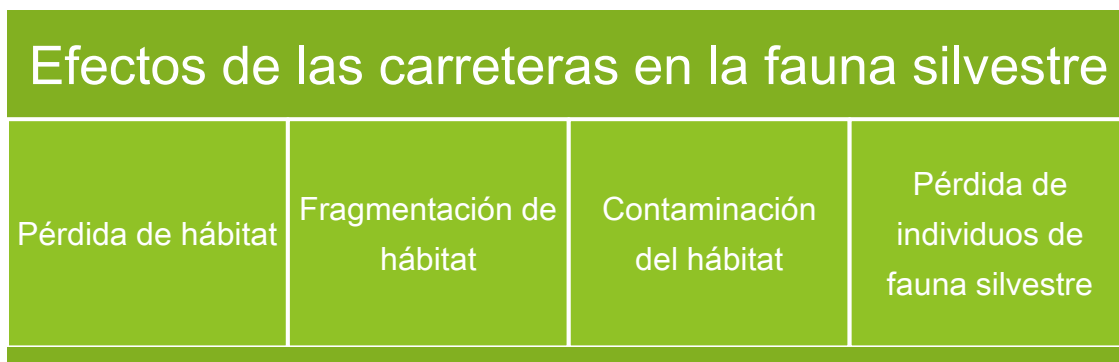 Efectos de las carreteras en la fauna silvestre
Pérdida de hábitat
Fragmentación de
hábitat
Contaminación
del hábitat
Pérdida de
individuos de
fauna silvestre